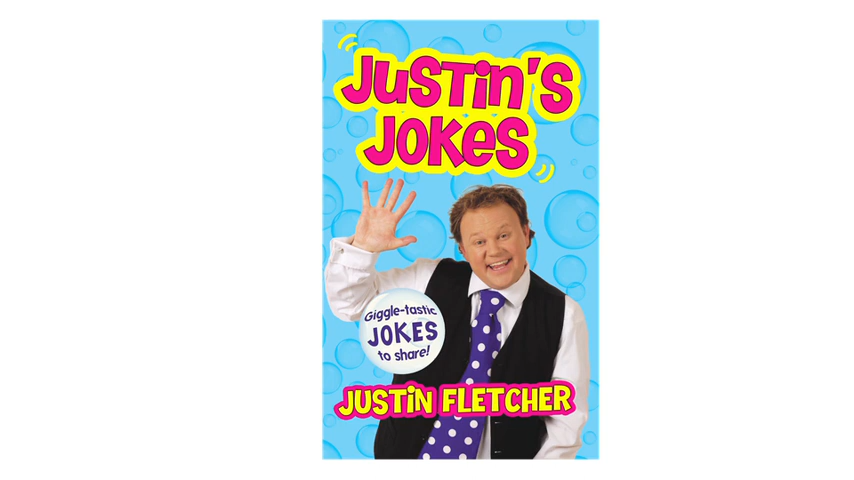 JUSTiN'S
JOKES
Giggle-tastic
JOKES
to share!
JUSTiN FLETCHER